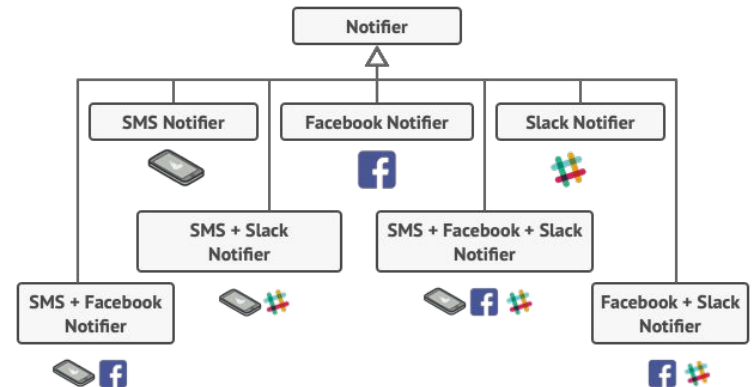 Notifier
SMS Notifier
Facebook Notifier
Slack Notifier
SMS + Slack
Notifier
SMS + Facebook + Slack
Notifier
SMS + Facebook
Notifier
Facebook + Slack
Notifier